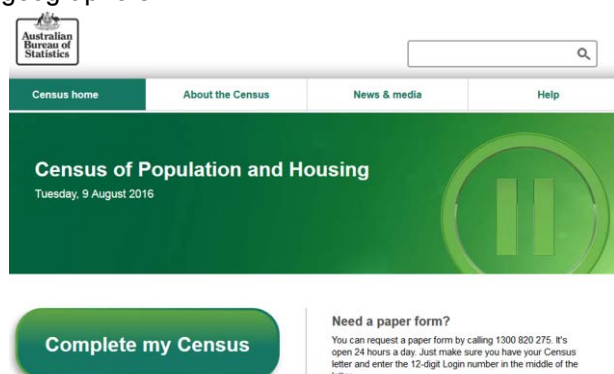 Australian
Bureau of
Statistics
Census home
About the Census
News & media
Help
Census of Population and Housing
Tuesday, 9 August 2016
Complete my Census
Need a paper form?
You can request a paper form by calling 1300 820 275. It's
open 24 hours a day. Just make sure you have your Census
letter and enter the 12-digit Login number in the middle of the